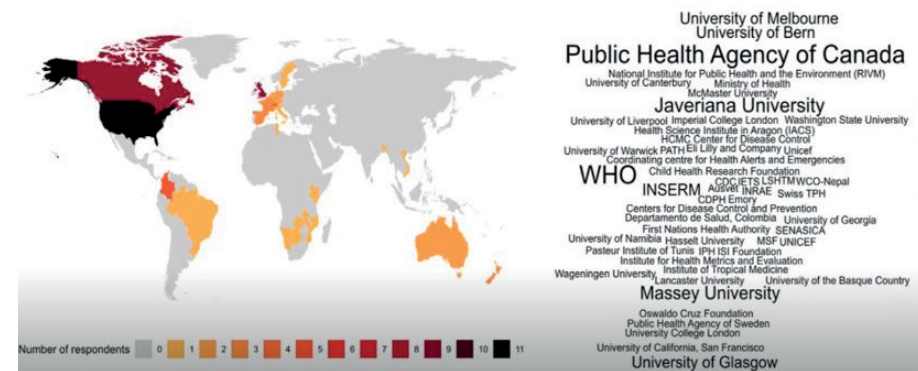 University of Melbourne
University of Bern
Public Health Agency of Canada
National Institute for Public Health and the Environment (RIVM)
University of Canterbury Ministry of Health
McMaster University
Javeriana University
University of Liverpool Imperial College London Washington State University
Health Science Institute in Aragon (IACS)
HCMC Center for Disease Control
University of Warwick PATH Eli Lilly and Company Unicef
Coordinating centre for Health Alerts and Emergencies
WHO Child Health Research Foundation
CDC IETS LSHTM WCO-Nepal
INSERM Ausvet INRAE Swiss TPH
CDPH Emory
Centers for Disease Control and Prevention
Departamento de Salud, Colombia University of Georgia
First Nations Health Authority SENASICA
University of Namibia Hasselt University MSF UNICEF
Pasteur Institute of Tunis IPH ISI Foundation
Institute for Health Metrics and Evaluation
Wageningen University Institute of Tropical Medicine
Lancaster University University of the Basque Country
Massey University
Oswaldo Cruz Foundation
Public Health Agency of Sweden
University College London
University of California, San Francisco
University of Glasgow
Number of respondents 0 1 2 3 4 5 6 7 8 9 10 11